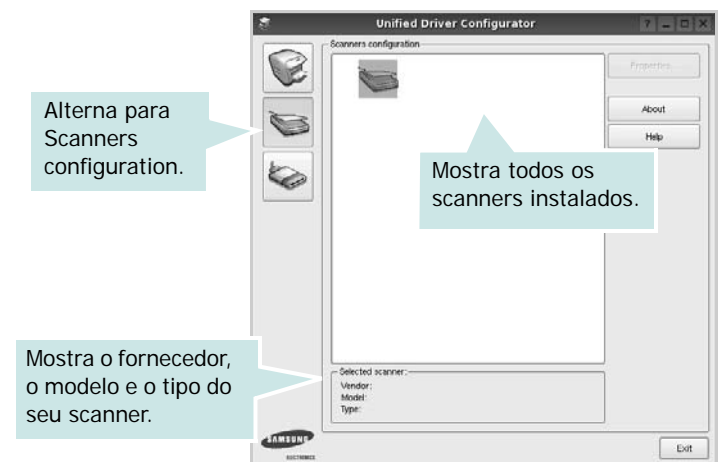 Unified Driver Configurator
Scanners configuration
Properties...
About
Help
Alterna para
Scanners
configuration.
Mostra todos os
scanners instalados.
Mostra o fornecedor,
o modelo e o tipo do
seu scanner.
Selected scanner:
Vendor:
Model:
Type:
SAMSUNG
ELECTRONICS
Exit